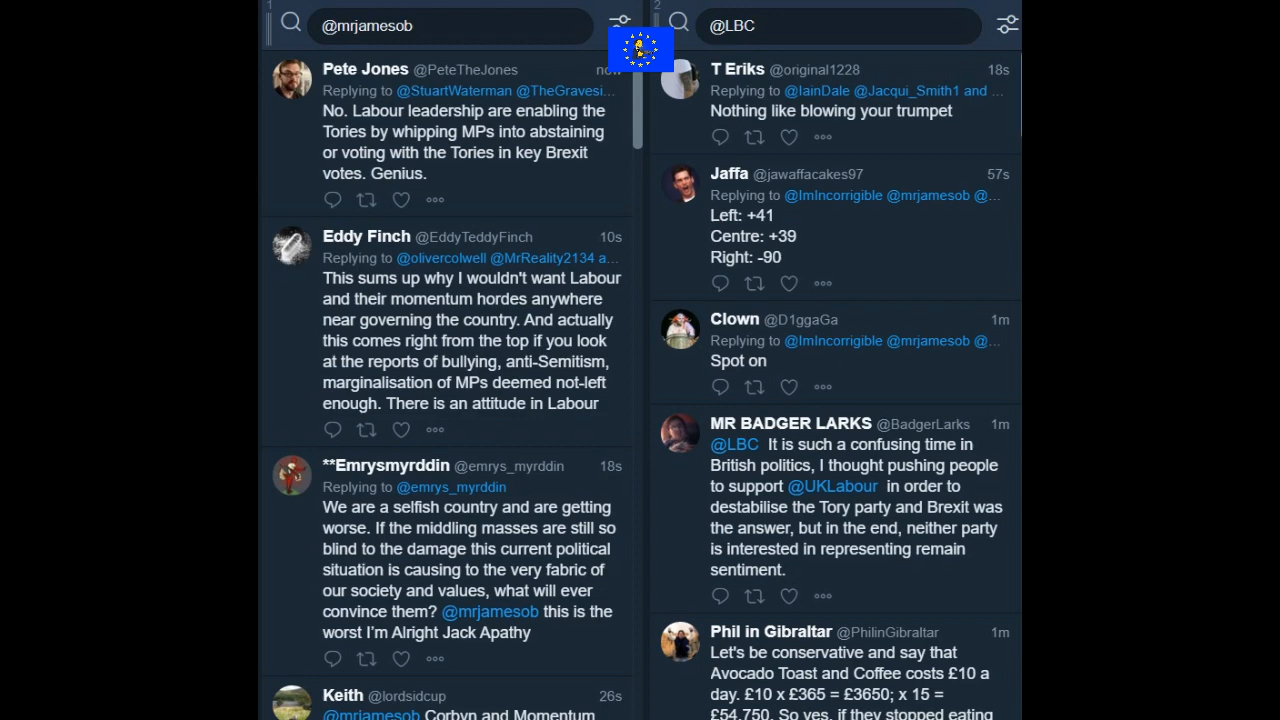 1
@mrjamesob
Pete Jones @PeteTheJones
Replying to @StuartWaterman @TheGravesi...
No. Labour leadership are enabling the
Tories by whipping MPs into abstaining
or voting with the Tories in key Brexit
votes. Genius.
Eddy Finch @EddyTeddyFinch 10s
Replying to @olivercolwell @MrReality2134 a...
This sums up why I wouldn't want Labour
and their momentum hordes anywhere
near governing the country. And actually
this comes right from the top if you look
at the reports of bullying, anti-Semitism,
marginalisation of MPs deemed not-left
enough. There is an attitude in Labour
**Emrysmyrddin @emrys_myrddin 18s
Replying to @emrys_myrddin
We are a selfish country and are getting
worse. If the middling masses are still so
blind to the damage this current political
situation is causing to the very fabric of
our society and values, what will ever
convince them? @mrjamesob this is the
worst I'm Alright Jack Apathy
Keith @lordsidcup 26s
@mrjamesob Corbyn and Momentum
2
@LBC
T Eriks @original1228 18s
Replying to @IainDale @Jacqui_Smith1 and ...
Nothing like blowing your trumpet
Jaffa @jawaffacakes97 57s
Replying to @ImIncorrigible @mrjamesob @...
Left: +41
Centre: +39
Right: -90
Clown @D1ggaGa 1m
Replying to @ImIncorrigible @mrjamesob @...
Spot on
MR BADGER LARKS @BadgerLarks 1m
@LBC It is such a confusing time in
British politics, I thought pushing people
to support @UKLabour in order to
destabilise the Tory party and Brexit was
the answer, but in the end, neither party
is interested in representing remain
sentiment.
Phil in Gibraltar @PhilinGibraltar 1m
Let's be conservative and say that
Avocado Toast and Coffee costs £10 a
day. £10 x £365 = £3650; x 15 =
£54,750. So yes, if they stopped eating